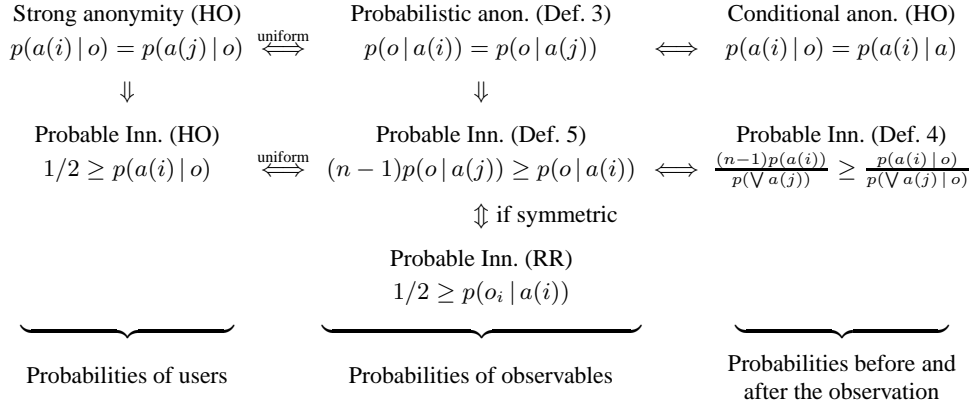 Strong anonymity (HO) Probabilistic anon. (Def. 3) Conditional anon. (HO)
p(a(i) | o) = p(a(j) | o) ⟺ uniform p(o | a(i)) = p(o | a(j)) ⟺ p(a(i) | o) = p(a(i) | a)
⇓ ⇓
Probable Inn. (HO) Probable Inn. (Def. 5) Probable Inn. (Def. 4)
1/2 ≥ p(a(i) | o) ⟺ uniform (n − 1)p(o | a(j)) ≥ p(o | a(i)) ⟺ (n−1)p(a(i)) / p(⋁ a(j)) ≥ p(a(i) | o) / p(⋁ a(j) | o)
⇕ if symmetric
Probable Inn. (RR)
1/2 ≥ p(o_i | a(i))
Probabilities of users Probabilities of observables Probabilities before and
after the observation